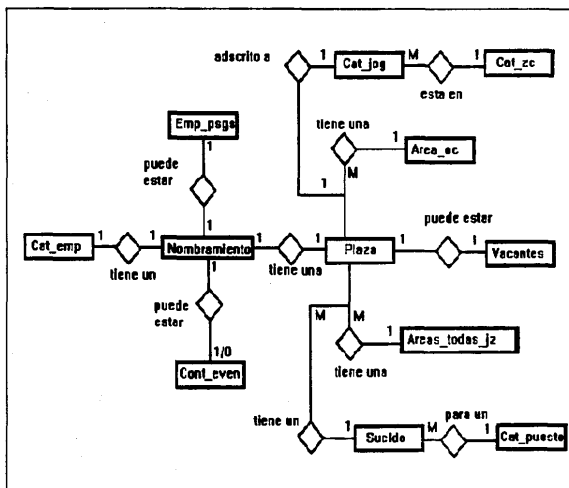 adscrito a
1 Cat_jog M 1 Cat_zc
esta en
Emp_psgs
1
tiene una
1 Area_ac
M
puede
estar
1
1
puede estar
Cat_emp 1 1 Nombramiento 1 1 Plaza 1 1 Vacantes
tiene un
1
tiene una
puede
estar
M
M
1 Areas_todas_jz
tiene una
1/0
Cont_even
para un
tiene un
1 Sueldo M 1 Cat_puesto